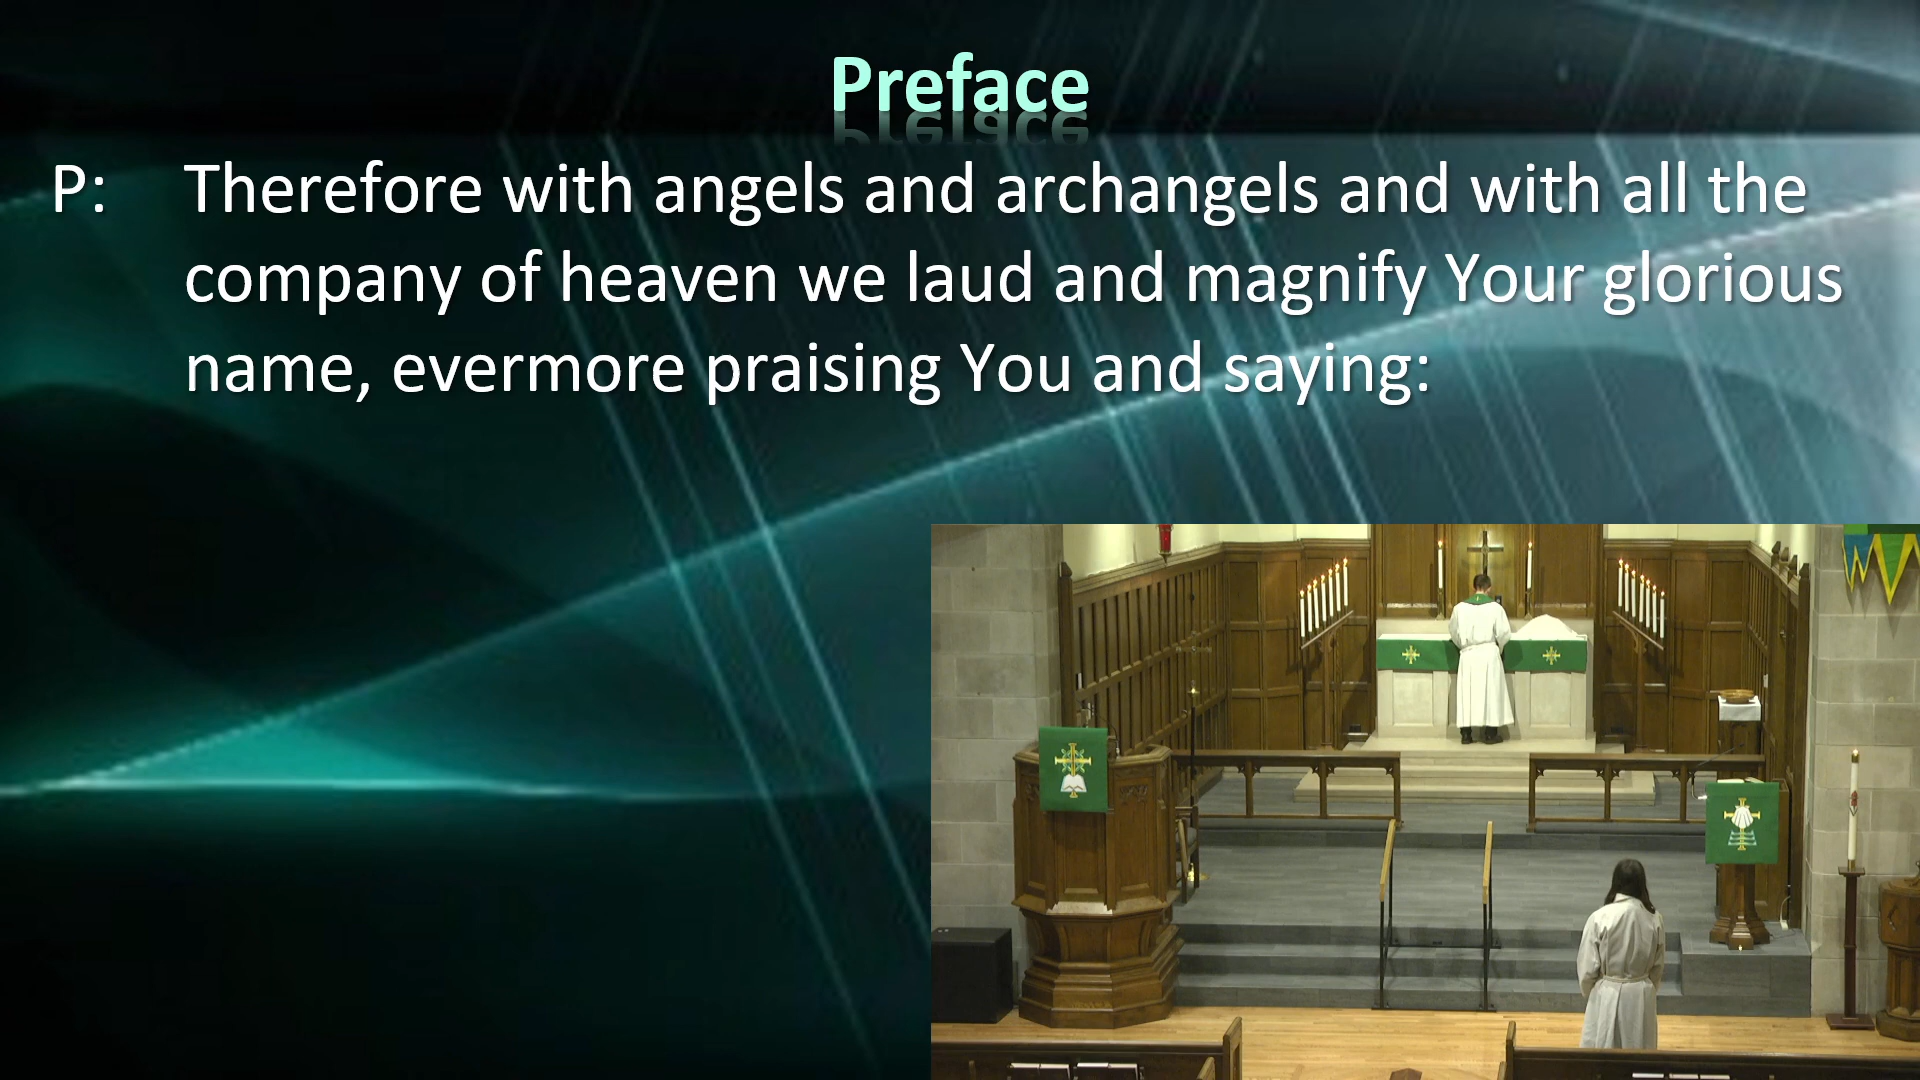 Preface
P: Therefore with angels and archangels and with all the
company of heaven we laud and magnify Your glorious
name, evermore praising You and saying: